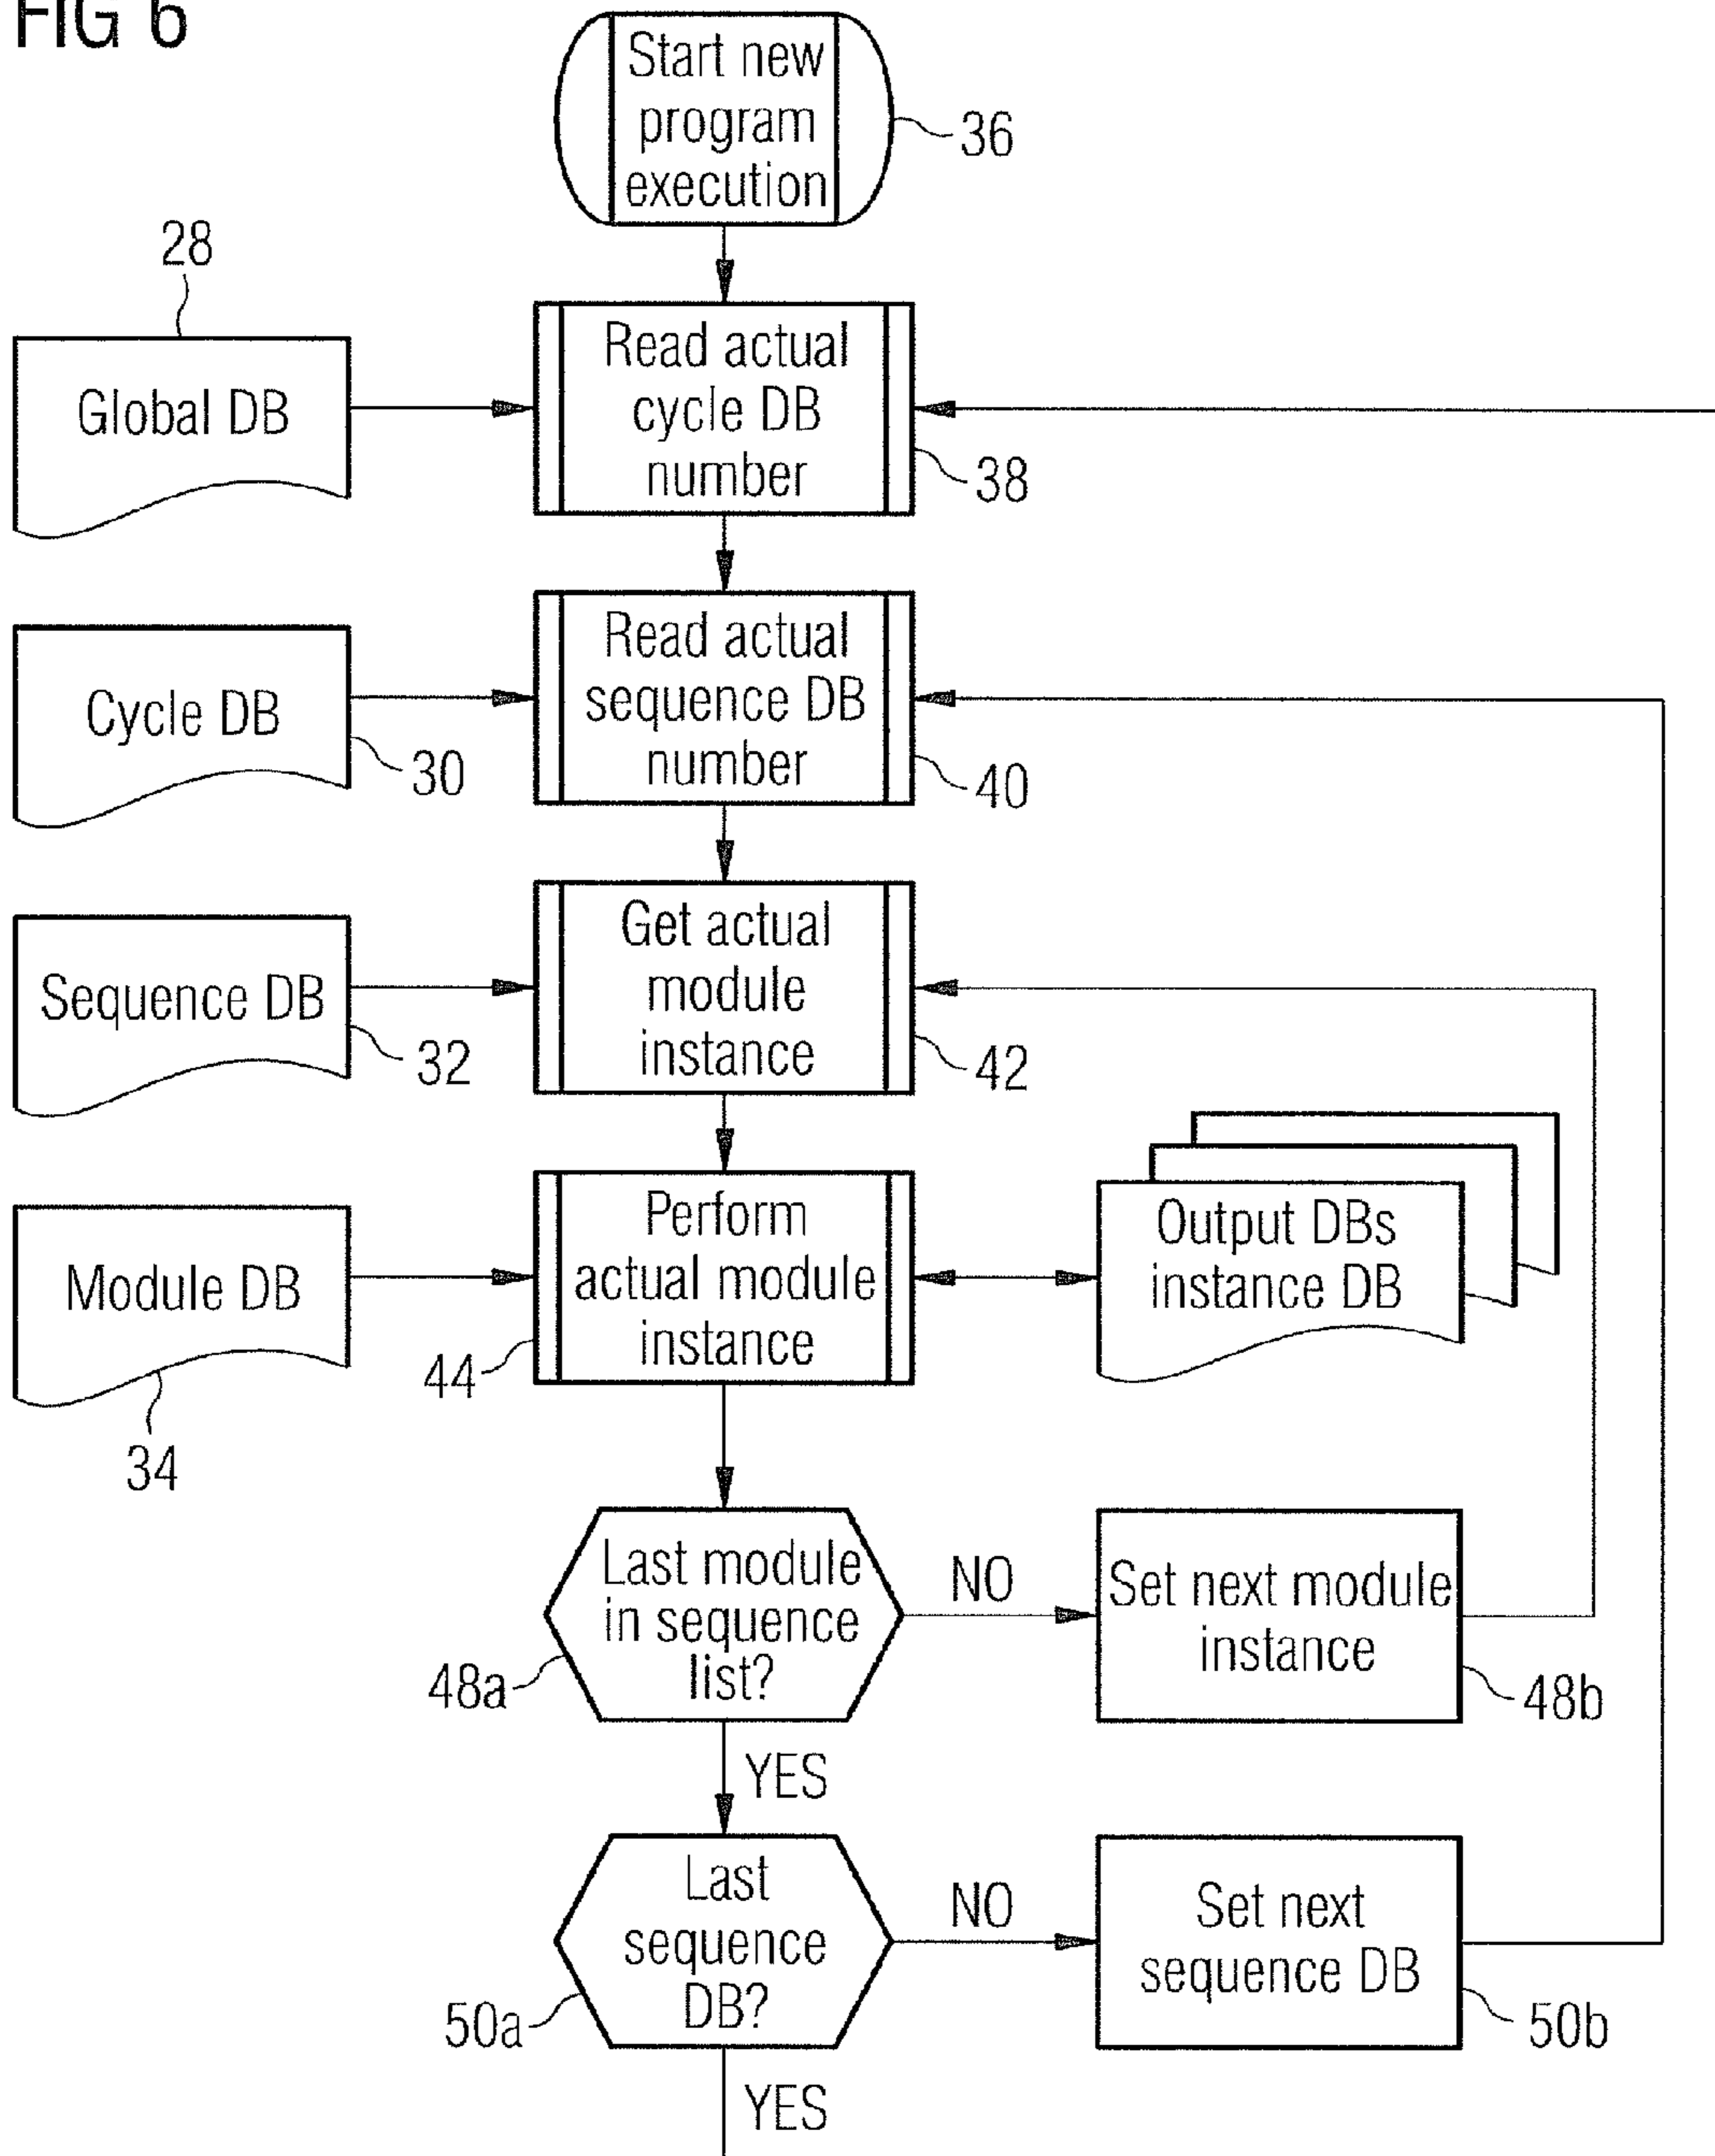 FIG 6
Start new
program
execution
36
28
Global DB
Read actual
cycle DB
number
38
Cycle DB
30
Read actual
sequence DB
number
40
Sequence DB
32
Get actual
module
instance
42
Module DB
34
Perform
actual module
instance
44
Output DBs
instance DB
Last module
in sequence
list?
48a
NO
Set next module
instance
48b
YES
Last
sequence
DB?
50a
NO
Set next
sequence DB
50b
YES